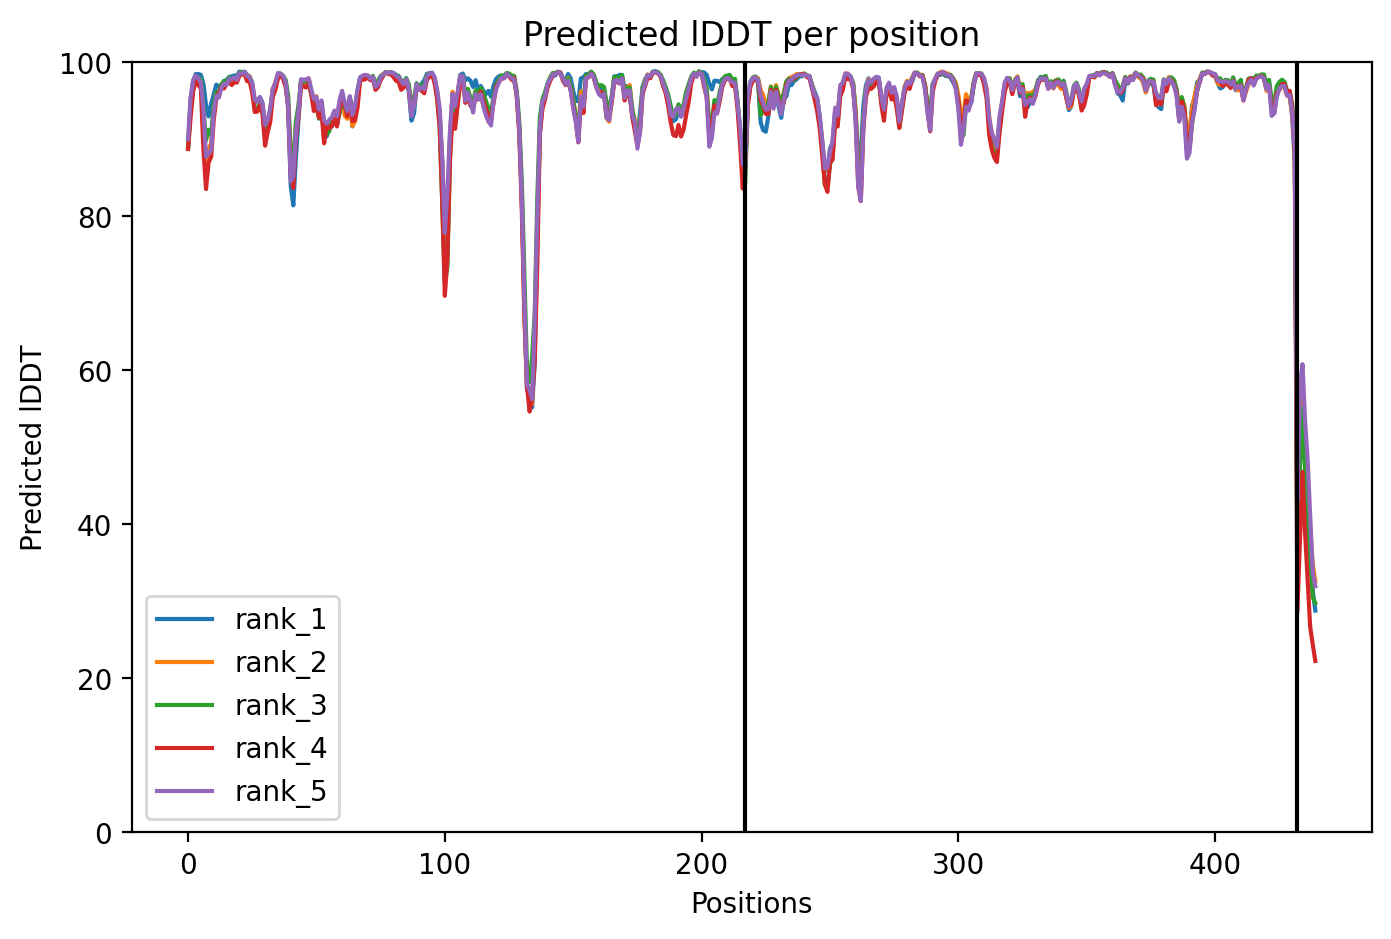 Predicted lDDT per position
Predicted lDDT
100
80
60
40
20
0
rank_1
rank_2
rank_3
rank_4
rank_5
0 100 200 300 400
Positions